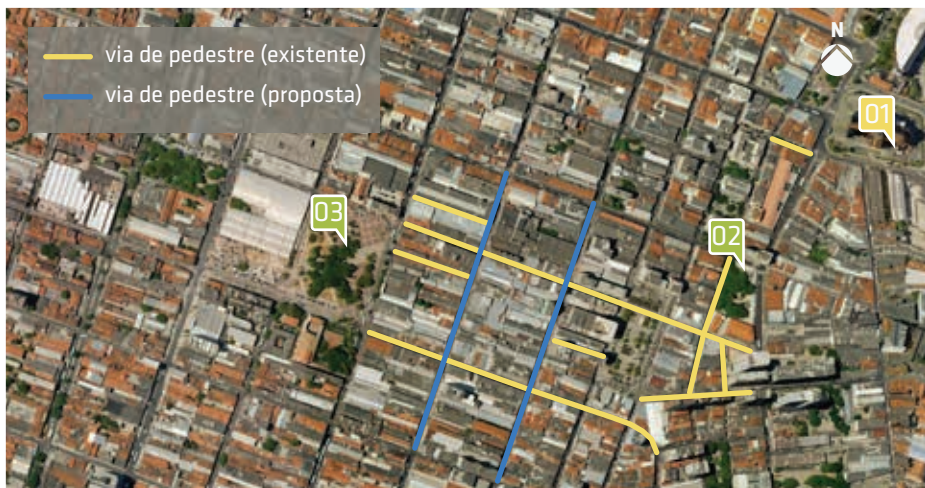 via de pedestre (existente)
via de pedestre (proposta)
N
01
02
03